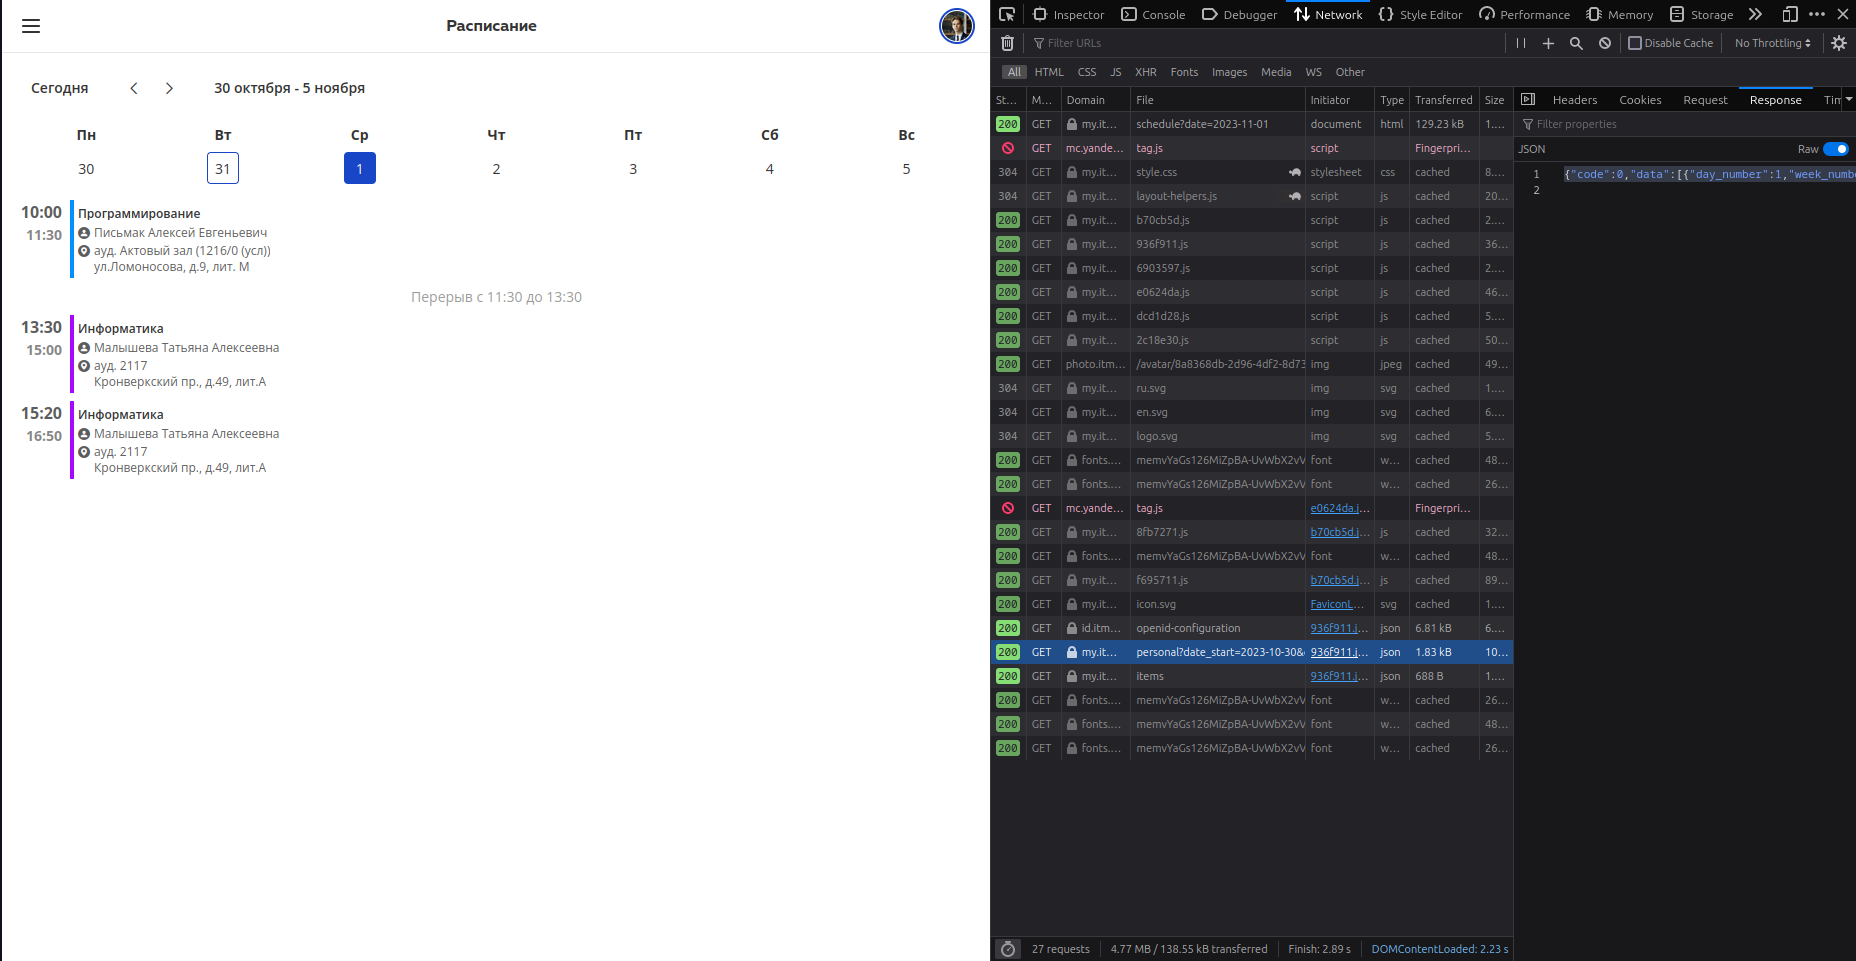 Расписание
Сегодня
30 октября - 5 ноября
Пн Вт Ср Чт Пт Сб Вс
30 31 1 2 3 4 5
10:00 Программирование
11:30 Письмак Алексей Евгеньевич
ауд. Актовый зал (1216/0 (усл))
ул.Ломоносова, д.9, лит. М
Перерыв с 11:30 до 13:30
13:30 Информатика
15:00 Малышева Татьяна Алексеевна
ауд. 2117
Кронверкский пр., д.49, лит.А
15:20 Информатика
16:50 Малышева Татьяна Алексеевна
ауд. 2117
Кронверкский пр., д.49, лит.А
Inspector Console Debugger Network Style Editor Performance Memory Storage
Filter URLs Disable Cache No Throttling
All HTML CSS JS XHR Fonts Images Media WS Other
St... M... Domain File Initiator Type Transferred Size
200 GET my.it... schedule?date=2023-11-01 document html 129.23 kB 1....
GET mc.yande... tag.js script Fingerpri...
304 GET my.it... style.css stylesheet css cached 8....
304 GET my.it... layout-helpers.js script js cached 20...
200 GET my.it... b70cb5d.js script js cached 2....
200 GET my.it... 936f911.js script js cached 36...
200 GET my.it... 6903597.js script js cached 2....
200 GET my.it... e0624da.js script js cached 46...
200 GET my.it... dcd1d28.js script js cached 5....
200 GET my.it... 2c18e30.js script js cached 50...
200 GET photo.itm... /avatar/8a8368db-2d96-4df2-8d73 img jpeg cached 49...
304 GET my.it... ru.svg img svg cached 1....
304 GET my.it... en.svg img svg cached 6....
304 GET my.it... logo.svg img svg cached 5....
200 GET fonts.... memvYaGs126MiZpBA-UvWbX2vV font w... cached 48...
200 GET fonts.... memvYaGs126MiZpBA-UvWbX2vV font w... cached 26...
GET mc.yande... tag.js e0624da.j... Fingerpri...
200 GET my.it... 8fb7271.js b70cb5d.j... js cached 32...
200 GET fonts.... memvYaGs126MiZpBA-UvWbX2vV font w... cached 48...
200 GET my.it... f695711.js b70cb5d.j... js cached 89...
200 GET my.it... icon.svg FaviconL... svg cached 1....
200 GET id.itm... openid-configuration 936f911.j... json 6.81 kB 6....
200 GET my.it... personal?date_start=2023-10-30& 936f911.j... json 1.83 kB 10...
200 GET my.it... items 936f911.j... json 688 B 1....
200 GET fonts.... memvYaGs126MiZpBA-UvWbX2vV font w... cached 26...
200 GET fonts.... memvYaGs126MiZpBA-UvWbX2vV font w... cached 48...
200 GET fonts.... memvYaGs126MiZpBA-UvWbX2vV font w... cached 26...
27 requests 4.77 MB / 138.55 kB transferred Finish: 2.89 s DOMContentLoaded: 2.23 s
Headers Cookies Request Response Tim
Filter properties
JSON Raw
1 {"code":0,"data":[{"day_number":1,"week_numb
2